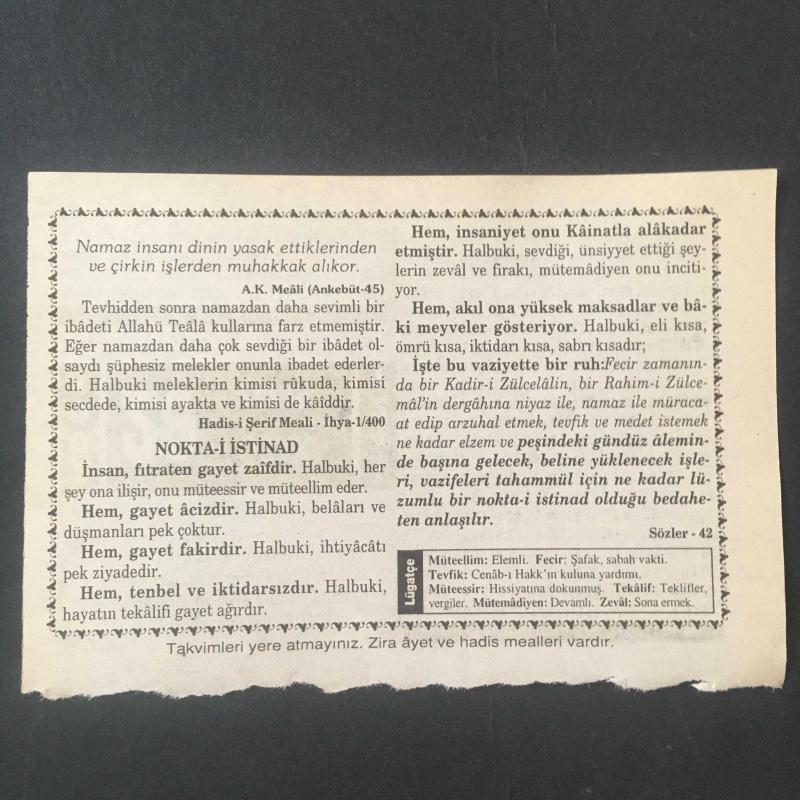 Namaz insanı dinin yasak ettiklerinden
ve çirkin işlerden muhakkak alıkor.
A.K. Meâli (Ankebüt-45)
Tevhidden sonra namazdan daha sevimli bir
ibâdeti Allahü Teâlâ kullarına farz etmemiştir.
Eğer namazdan daha çok sevdiği bir ibâdet ol-
saydı şüphesiz melekler onunla ibadet ederler-
di. Halbuki meleklerin kimisi rûkuda, kimisi
secdede, kimisi ayakta ve kimisi de kâiddir.
Hadis-i Şerif Meali - İhya-1/400
NOKTA-İ İSTİNAD
İnsan, fıtraten gayet zaîfdir. Halbuki, her
şey ona ilişir, onu müteessir ve müteellim eder.
Hem, gayet âcizdir. Halbuki, belâları ve
düşmanları pek çoktur.
Hem, gayet fakirdir. Halbuki, ihtiyâcâtı
pek ziyadedir.
Hem, tenbel ve iktidarsızdır. Halbuki,
hayatın tekâlifi gayet ağırdır.
Hem, insaniyet onu Kâinatla alâkadar
etmiştir. Halbuki, sevdiği, ünsiyyet ettiği şey-
lerin zevâl ve firakı, mütemâdiyen onu inciti-
yor.
Hem, akıl ona yüksek maksadlar ve bâ-
ki meyveler gösteriyor. Halbuki, eli kısa,
ömrü kısa, iktidarı kısa, sabrı kısadır;
İşte bu vaziyette bir ruh:Fecir zamanın-
da bir Kadir-i Zülcelâlin, bir Rahim-i Zülce-
mâl'in dergâhına niyaz ile, namaz ile müraca-
at edip arzuhal etmek, tevfik ve medet istemek
ne kadar elzem ve peşindeki gündüz âlemin-
de başına gelecek, beline yüklenecek işle-
ri, vazifeleri tahammül için ne kadar lü-
zumlu bir nokta-i istinad olduğu bedahe-
ten anlaşılır.
Sözler - 42
Lügatçe
Müteellim: Elemli. Fecir: Şafak, sabah vakti.
Tevfik: Cenâb-ı Hakk'ın kuluna yardımı.
Müteessir: Hissiyatına dokunmuş. Tekâlif: Teklifler,
vergiler. Mütemâdiyen: Devamlı. Zevâl: Sona ermek.
Takvimleri yere atmayınız. Zira âyet ve hadis mealleri vardır.